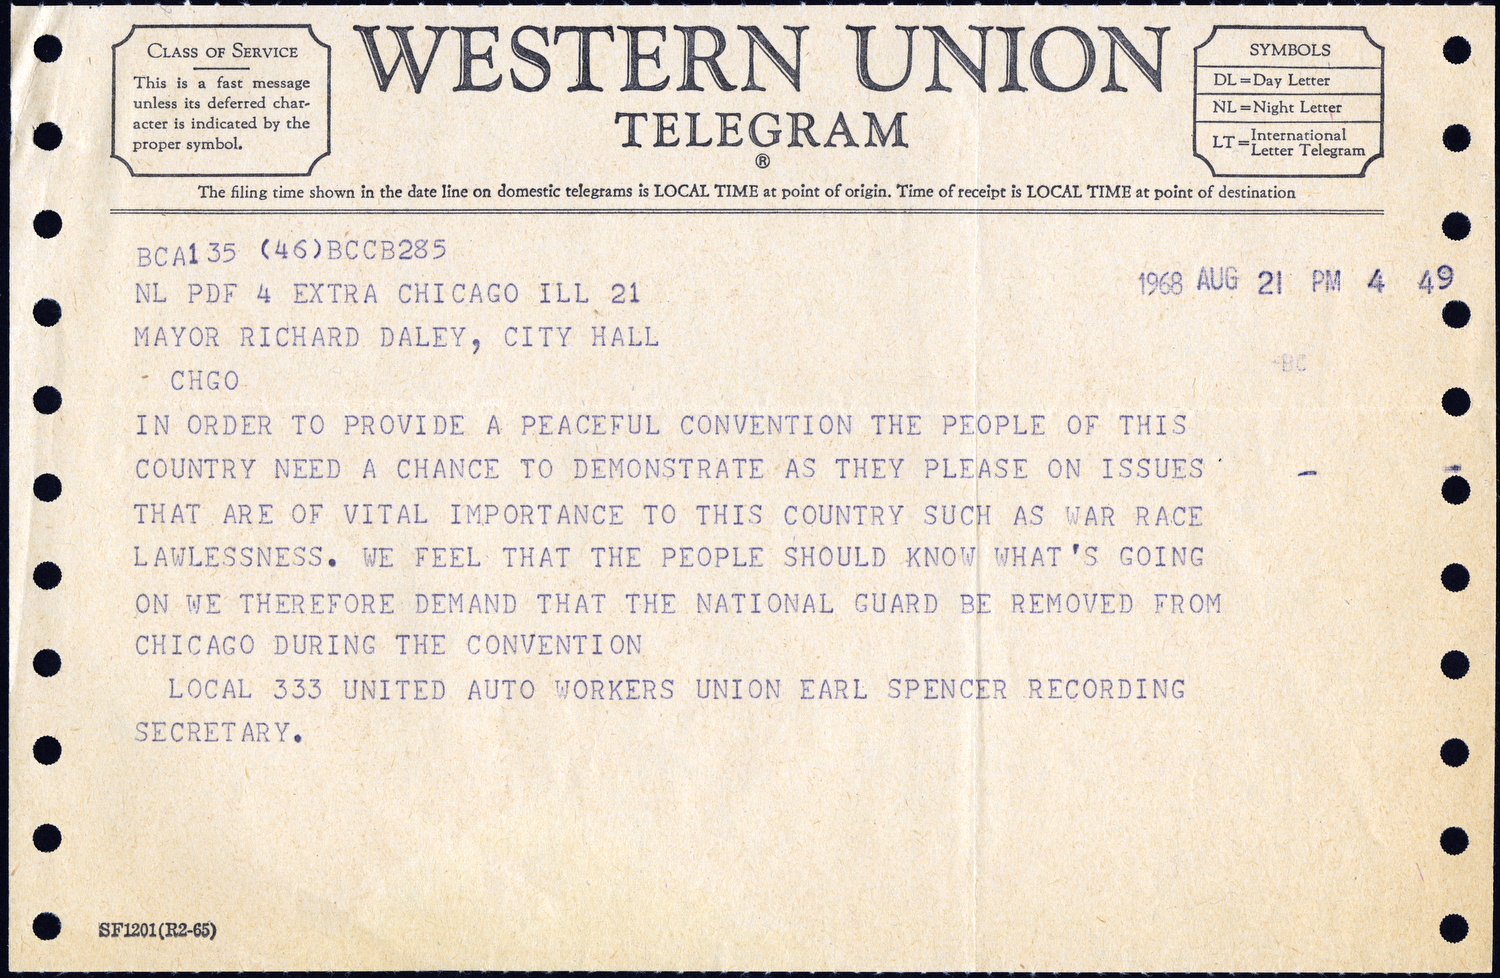 CLASS OF SERVICE
This is a fast message
unless its deferred char-
acter is indicated by the
proper symbol.
WESTERN UNION
TELEGRAM
®
SYMBOLS
DL=Day Letter
NL=Night Letter
LT=International
Letter Telegram
The filing time shown in the date line on domestic telegrams is LOCAL TIME at point of origin. Time of receipt is LOCAL TIME at point of destination
BCA135 (46)BCCB285
1968 AUG 21 PM 4 49
NL PDF 4 EXTRA CHICAGO ILL 21
MAYOR RICHARD DALEY, CITY HALL
BC
CHGO
IN ORDER TO PROVIDE A PEACEFUL CONVENTION THE PEOPLE OF THIS
COUNTRY NEED A CHANCE TO DEMONSTRATE AS THEY PLEASE ON ISSUES
THAT ARE OF VITAL IMPORTANCE TO THIS COUNTRY SUCH AS WAR RACE
LAWLESSNESS. WE FEEL THAT THE PEOPLE SHOULD KNOW WHAT'S GOING
ON WE THEREFORE DEMAND THAT THE NATIONAL GUARD BE REMOVED FROM
CHICAGO DURING THE CONVENTION
LOCAL 333 UNITED AUTO WORKERS UNION EARL SPENCER RECORDING
SECRETARY.
SF1201(R2-65)